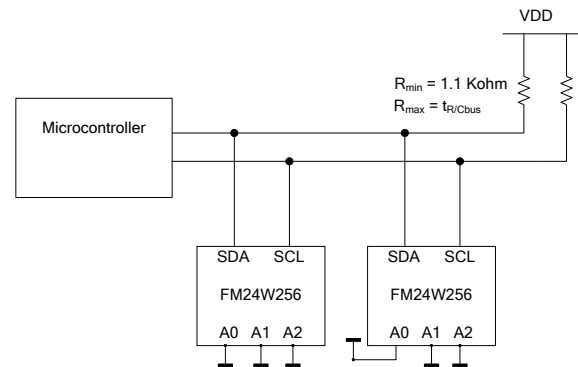 VDD
Rmin = 1.1 Kohm
Rmax = tR/Cbus
Microcontroller
SDA SCL
FM24W256
A0 A1 A2
SDA SCL
FM24W256
A0 A1 A2